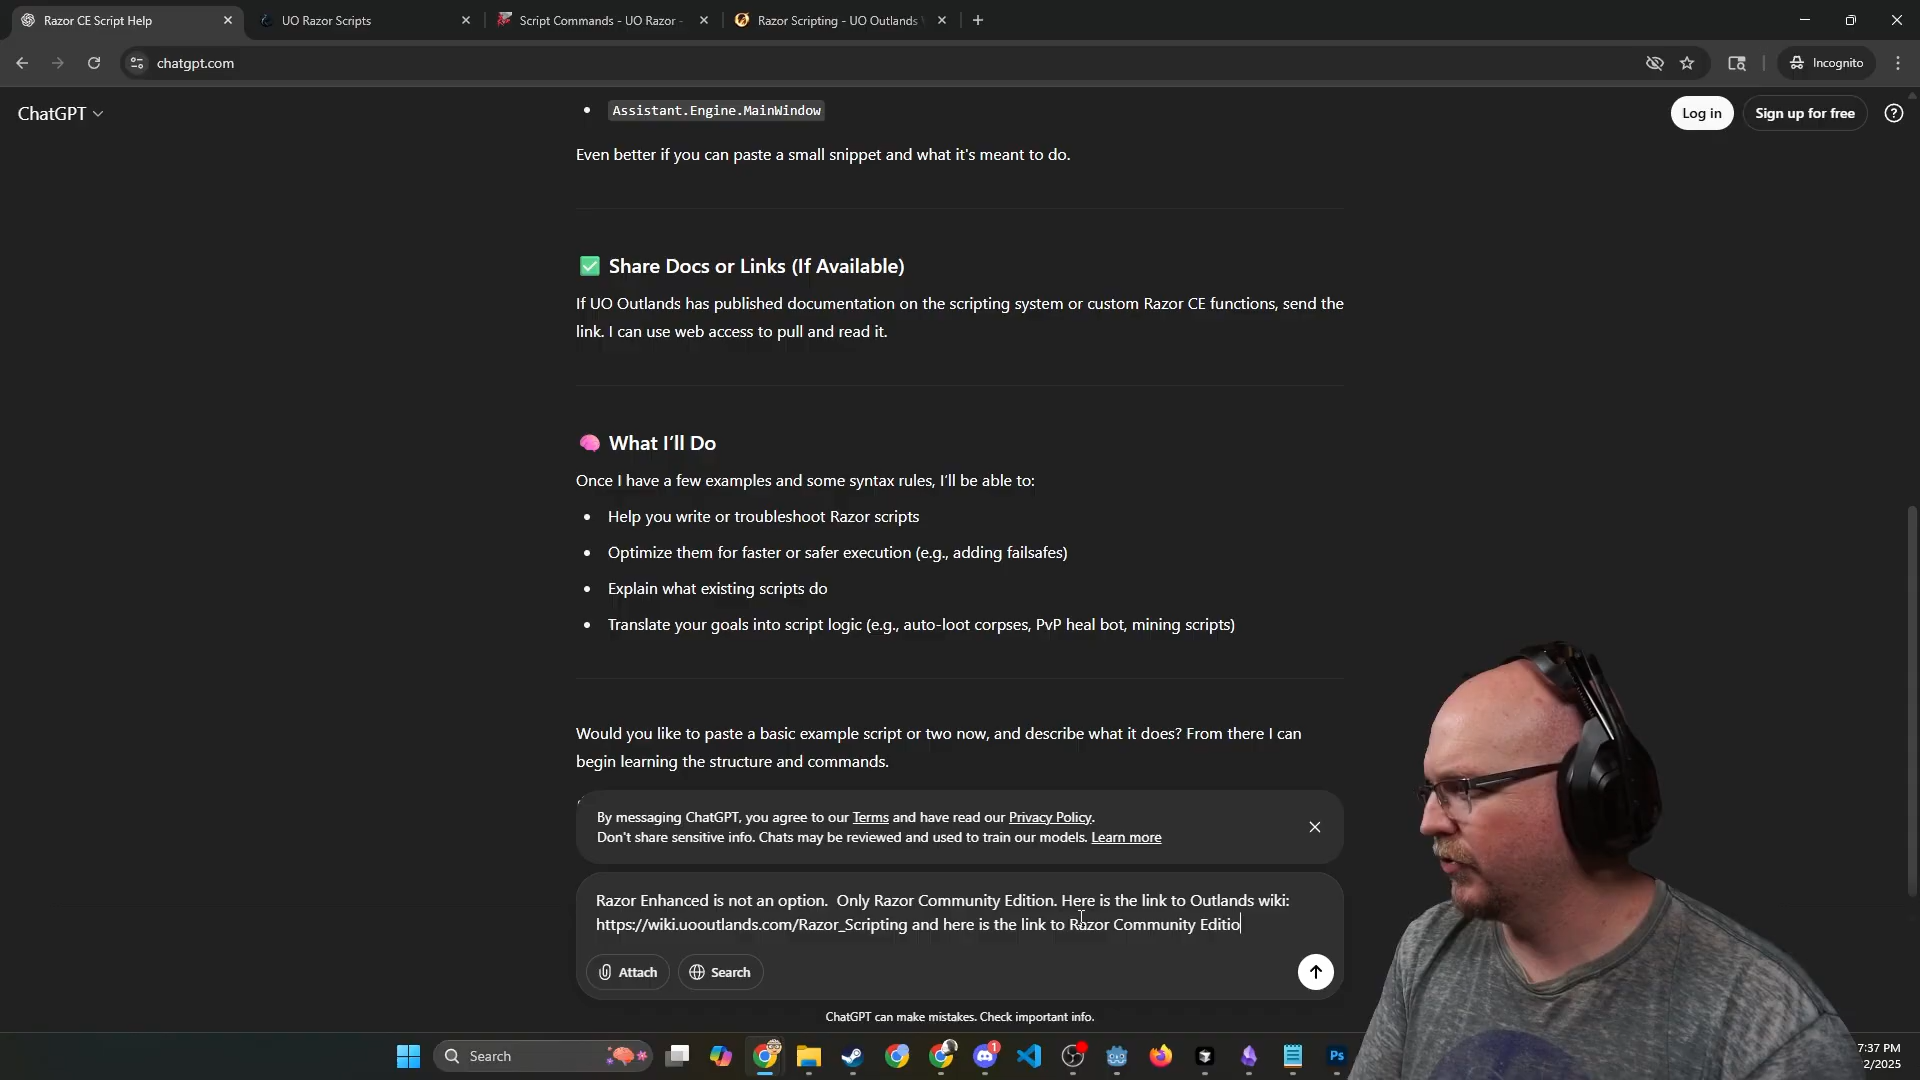 Razor CE Script Help
UO Razor Scripts
Script Commands - UO Razor -
Razor Scripting - UO Outlands
chatgpt.com
Incognito
ChatGPT
Log in
Sign up for free
Assistant.Engine.MainWindow
Even better if you can paste a small snippet and what it's meant to do.
Share Docs or Links (If Available)
If UO Outlands has published documentation on the scripting system or custom Razor CE functions, send the
link. I can use web access to pull and read it.
What I'll Do
Once I have a few examples and some syntax rules, I'll be able to:
Help you write or troubleshoot Razor scripts
Optimize them for faster or safer execution (e.g., adding failsafes)
Explain what existing scripts do
Translate your goals into script logic (e.g., auto-loot corpses, PvP heal bot, mining scripts)
Would you like to paste a basic example script or two now, and describe what it does? From there I can
begin learning the structure and commands.
By messaging ChatGPT, you agree to our Terms and have read our Privacy Policy.
Don't share sensitive info. Chats may be reviewed and used to train our models. Learn more
Razor Enhanced is not an option.  Only Razor Community Edition. Here is the link to Outlands wiki:
https://wiki.uooutlands.com/Razor_Scripting and here is the link to Razor Community Editio
Attach
Search
ChatGPT can make mistakes. Check important info.
Search
1
Ps
7:37 PM
2/2025